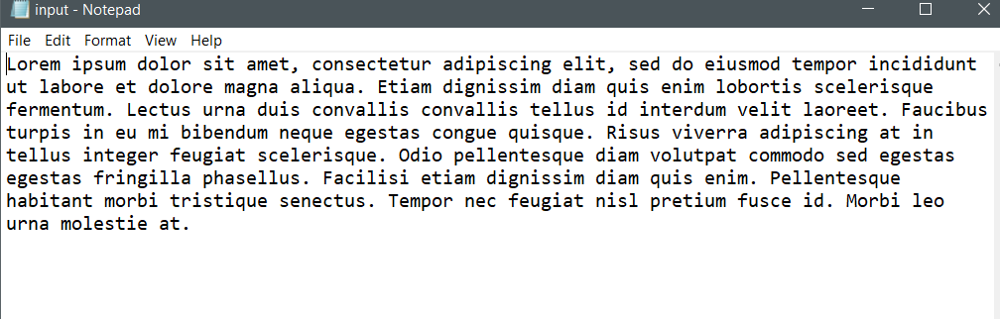 input - Notepad
File Edit Format View Help
Lorem ipsum dolor sit amet, consectetur adipiscing elit, sed do eiusmod tempor incididunt
ut labore et dolore magna aliqua. Etiam dignissim diam quis enim lobortis scelerisque
fermentum. Lectus urna duis convallis convallis tellus id interdum velit laoreet. Faucibus
turpis in eu mi bibendum neque egestas congue quisque. Risus viverra adipiscing at in
tellus integer feugiat scelerisque. Odio pellentesque diam volutpat commodo sed egestas
egestas fringilla phasellus. Facilisi etiam dignissim diam quis enim. Pellentesque
habitant morbi tristique senectus. Tempor nec feugiat nisl pretium fusce id. Morbi leo
urna molestie at.